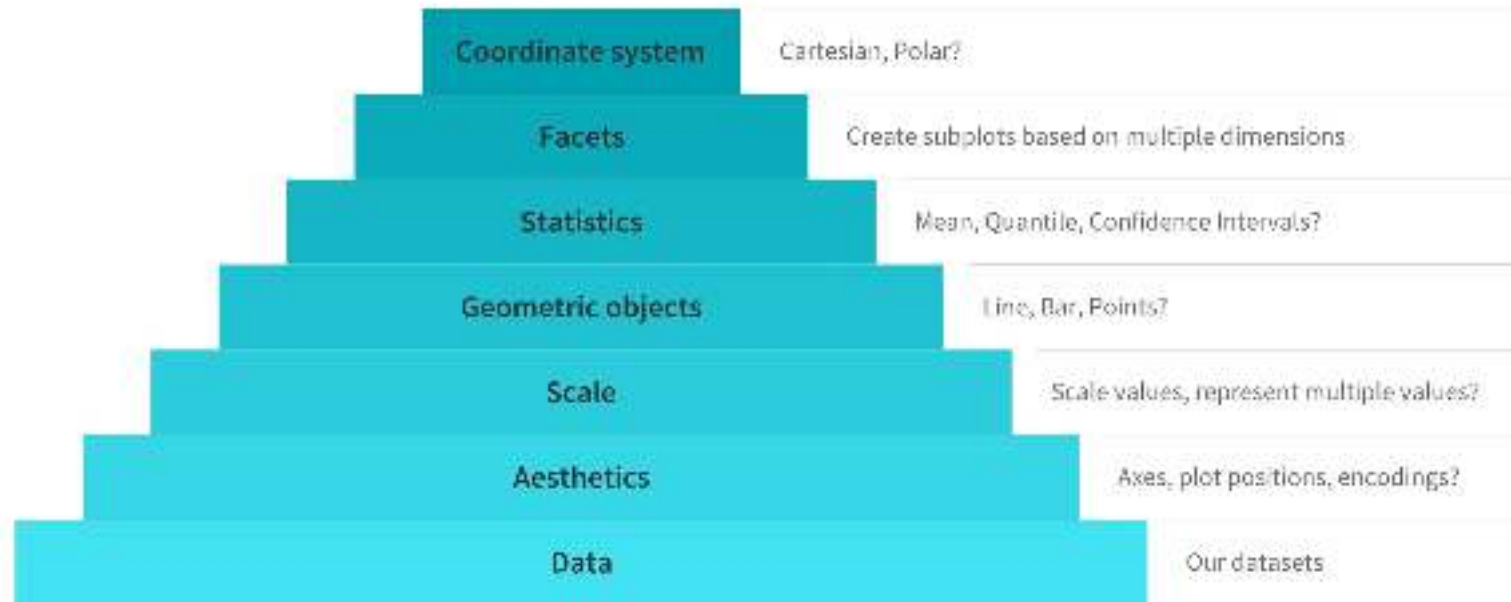 Coordinate system
Cartesian, Polar?
Facets
Create subplots based on multiple dimensions
Statistics
Mean, Quantile, Confidence Intervals?
Geometric objects
Line, Bar, Points?
Scale
Scale values, represent multiple values?
Aesthetics
Axes, plot positions, encodings?
Data
Our datasets